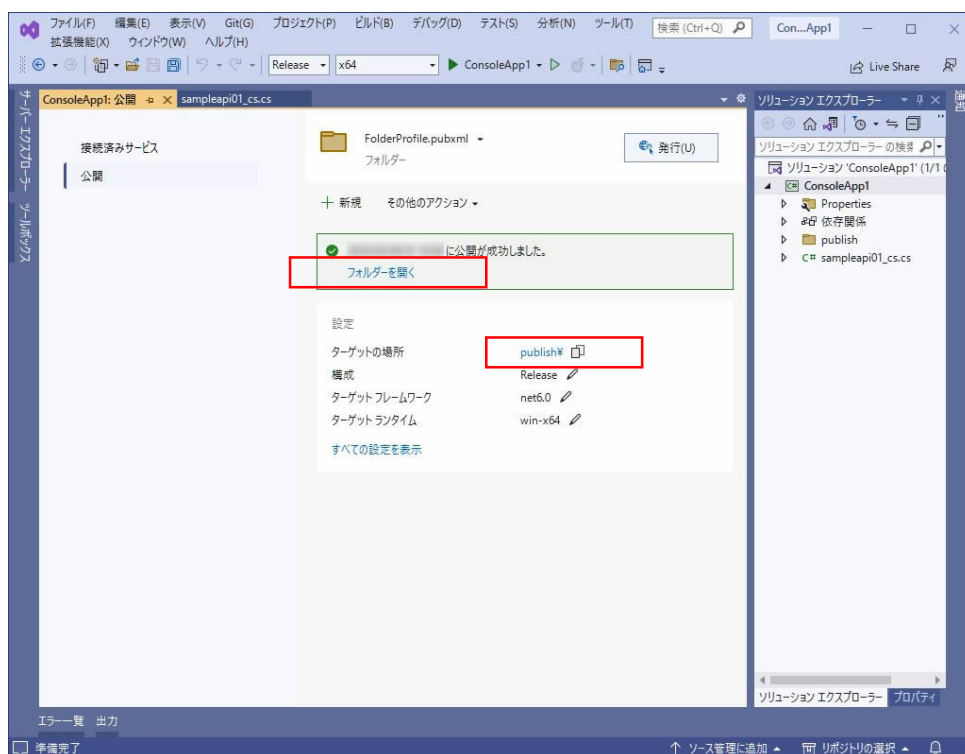 ファイル(F) 編集(E) 表示(V) Git(G) プロジェクト(P) ビルド(B) デバッグ(D) テスト(S) 分析(N) ツール(T) 検索 (Ctrl+Q) Con...App1
拡張機能(X) ウィンドウ(W) ヘルプ(H)
Release x64 ConsoleApp1 Live Share
サーバー エクスプローラー ツールボックス
ConsoleApp1: 公開 sampleapi01_cs.cs
接続済みサービス
公開
FolderProfile.pubxml
フォルダー
発行(U)
新規 その他のアクション
に公開が成功しました。
フォルダーを開く
設定
ターゲットの場所 publish¥
構成 Release
ターゲット フレームワーク net6.0
ターゲット ランタイム win-x64
すべての設定を表示
ソリューション エクスプローラー
ソリューション エクスプローラー の検索
ソリューション 'ConsoleApp1' (1/1
C# ConsoleApp1
Properties
依存関係
publish
C# sampleapi01_cs.cs
ソリューション エクスプローラー プロパティ
エラー一覧 出力
準備完了 ソース管理に追加 リポジトリの選択